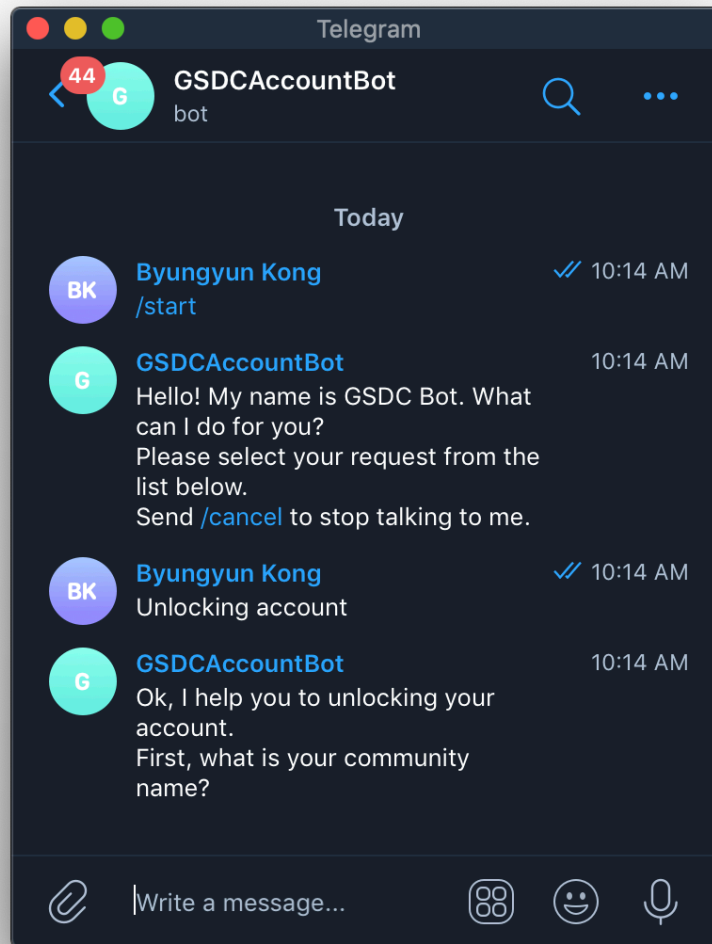 Telegram
44
G
GSDCAccountBot
bot
Today
BK
Byungyun Kong
10:14 AM
/start
G
GSDCAccountBot
10:14 AM
Hello! My name is GSDC Bot. What
can I do for you?
Please select your request from the
list below.
Send /cancel to stop talking to me.
BK
Byungyun Kong
10:14 AM
Unlocking account
G
GSDCAccountBot
10:14 AM
Ok, I help you to unlocking your
account.
First, what is your community
name?
Write a message...